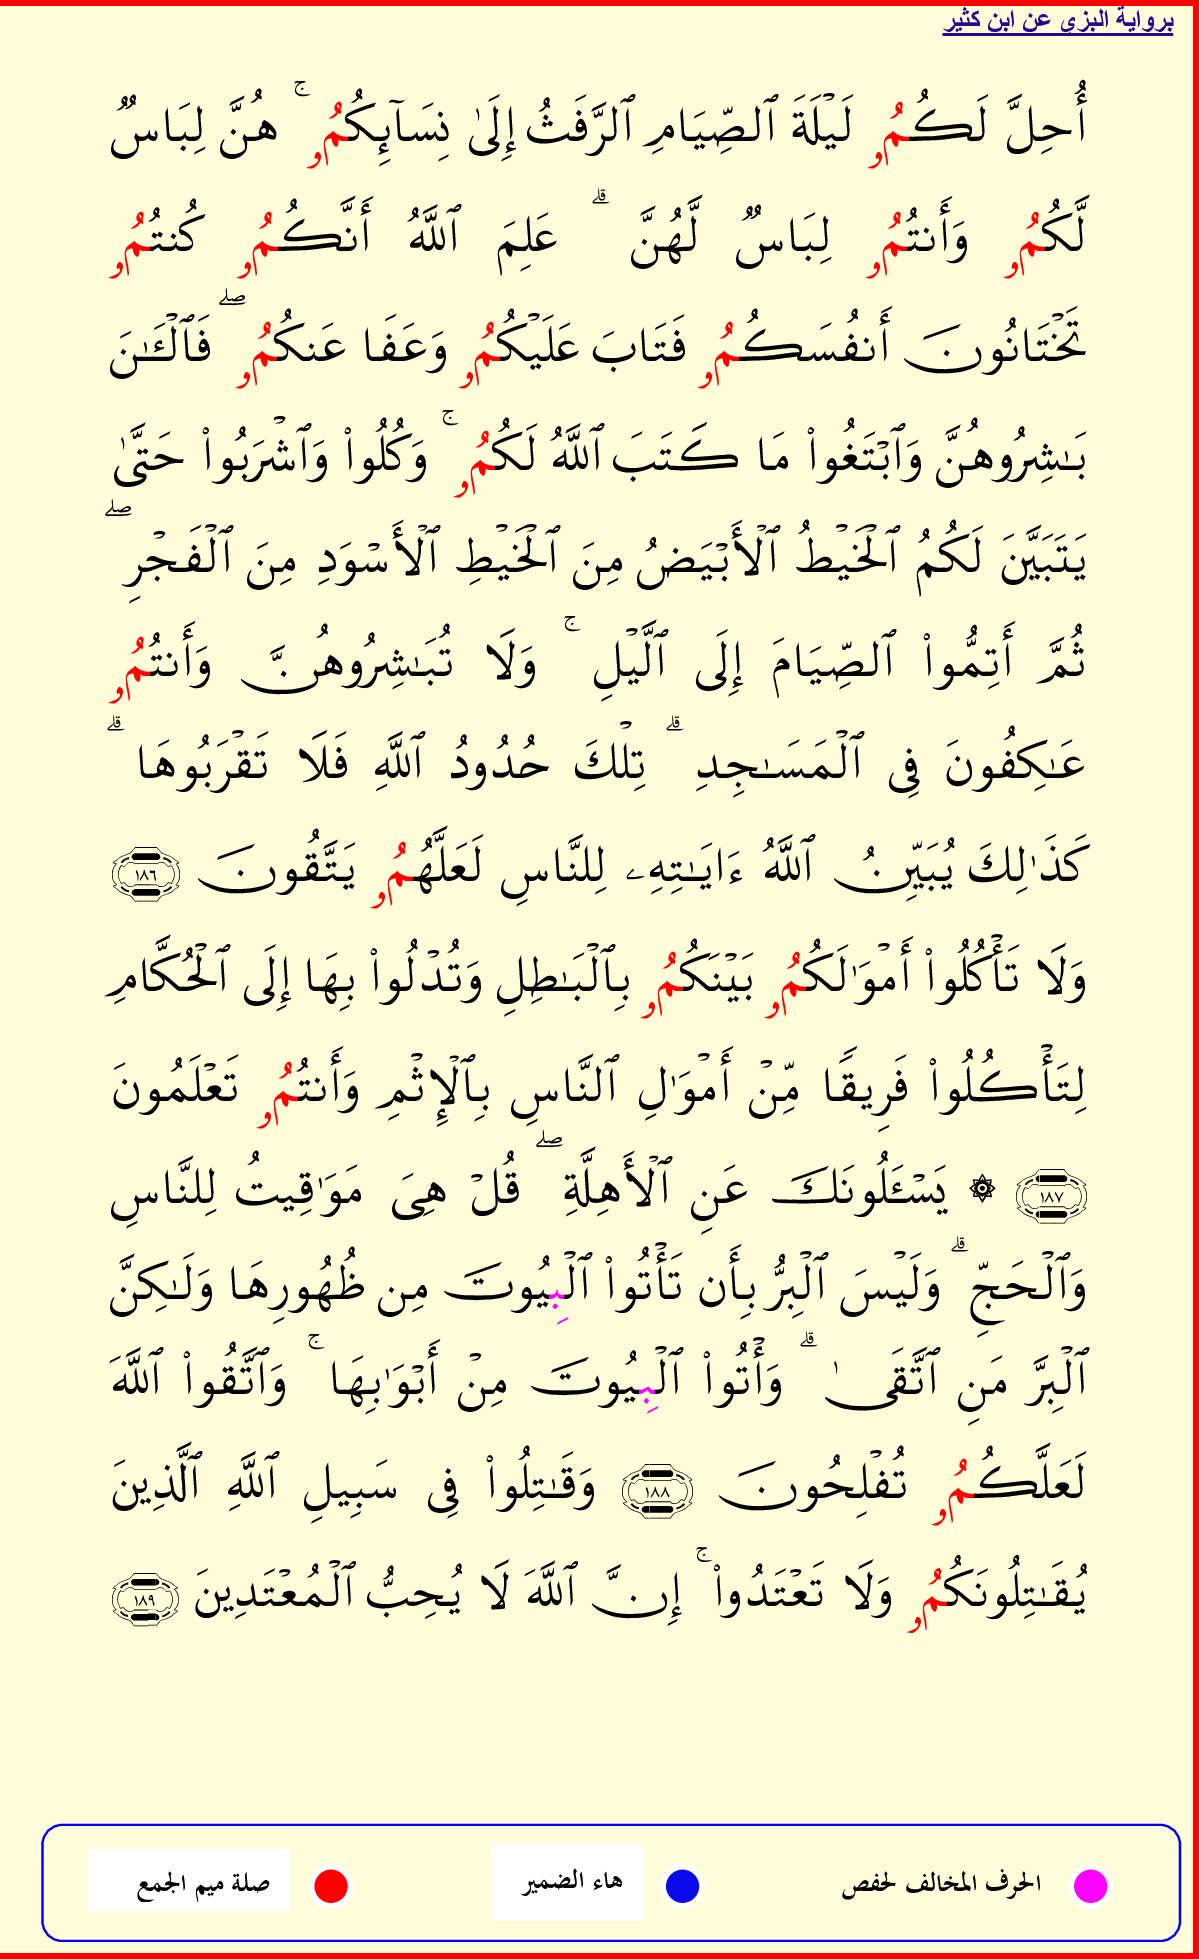 برواية البزي عن ابن كثير
أُحِلَّ لَكُمُۥ لَيۡلَةَ ٱلصِّيَامِ ٱلرَّفَثُ إِلَىٰ نِسَآئِكُمُۥۚ هُنَّ لِبَاسٞ
لَّكُمُۥ وَأَنتُمُۥ لِبَاسٞ لَّهُنَّۗ عَلِمَ ٱللَّهُ أَنَّكُمُۥ كُنتُمُۥ
تَخۡتَانُونَ أَنفُسَكُمُۥ فَتَابَ عَلَيۡكُمُۥ وَعَفَا عَنكُمُۥۖ فَٱلۡـَٰٔنَ
بَٰشِرُوهُنَّ وَٱبۡتَغُواْ مَا كَتَبَ ٱللَّهُ لَكُمُۥۚ وَكُلُواْ وَٱشۡرَبُواْ حَتَّىٰ
يَتَبَيَّنَ لَكُمُ ٱلۡخَيۡطُ ٱلۡأَبۡيَضُ مِنَ ٱلۡخَيۡطِ ٱلۡأَسۡوَدِ مِنَ ٱلۡفَجۡرِۖ
ثُمَّ أَتِمُّواْ ٱلصِّيَامَ إِلَى ٱلَّيۡلِۚ وَلَا تُبَٰشِرُوهُنَّ وَأَنتُمُۥ
عَٰكِفُونَ فِي ٱلۡمَسَٰجِدِۗ تِلۡكَ حُدُودُ ٱللَّهِ فَلَا تَقۡرَبُوهَاۗ
كَذَٰلِكَ يُبَيِّنُ ٱللَّهُ ءَايَٰتِهِۦ لِلنَّاسِ لَعَلَّهُمُۥ يَتَّقُونَ ١٨٦
وَلَا تَأۡكُلُواْ أَمۡوَٰلَكُمُۥ بَيۡنَكُمُۥ بِٱلۡبَٰطِلِ وَتُدۡلُواْ بِهَا إِلَى ٱلۡحُكَّامِ
لِتَأۡكُلُواْ فَرِيقٗا مِّنۡ أَمۡوَٰلِ ٱلنَّاسِ بِٱلۡإِثۡمِ وَأَنتُمُۥ تَعۡلَمُونَ
١٨٧ ۞ يَسۡـَٔلُونَكَ عَنِ ٱلۡأَهِلَّةِۖ قُلۡ هِيَ مَوَٰقِيتُ لِلنَّاسِ
وَٱلۡحَجِّۗ وَلَيۡسَ ٱلۡبِرُّ بِأَن تَأۡتُواْ ٱلۡبِيُوتَ مِن ظُهُورِهَا وَلَٰكِنَّ
ٱلۡبِرَّ مَنِ ٱتَّقَىٰۗ وَأۡتُواْ ٱلۡبِيُوتَ مِنۡ أَبۡوَٰبِهَاۚ وَٱتَّقُواْ ٱللَّهَ
لَعَلَّكُمُۥ تُفۡلِحُونَ ١٨٨ وَقَٰتِلُواْ فِي سَبِيلِ ٱللَّهِ ٱلَّذِينَ
يُقَٰتِلُونَكُمُۥ وَلَا تَعۡتَدُوٓاْۚ إِنَّ ٱللَّهَ لَا يُحِبُّ ٱلۡمُعۡتَدِينَ ١٨٩
الحرف المخالف لحفص هاء الضمير صلة ميم الجمع